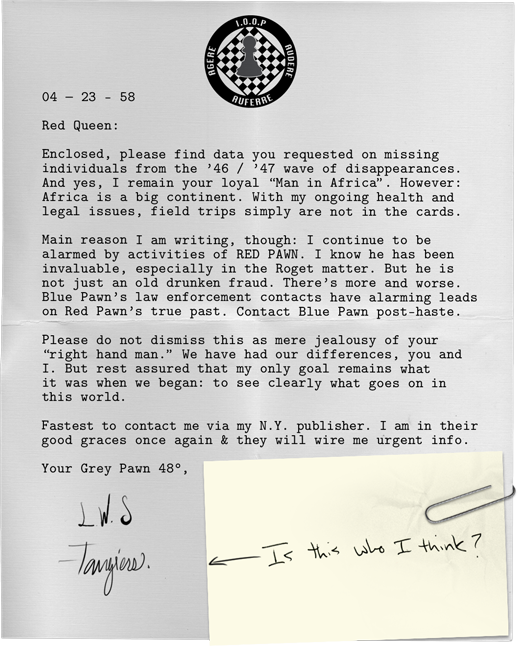 I.O.O.P
AGERE
AUDERE
AUFERRE
04 — 23 - 58
Red Queen:
Enclosed, please find data you requested on missing
individuals from the ’46 / ’47 wave of disappearances.
And yes, I remain your loyal “Man in Africa”. However:
Africa is a big continent. With my ongoing health and
legal issues, field trips simply are not in the cards.
Main reason I am writing, though: I continue to be
alarmed by activities of RED PAWN. I know he has been
invaluable, especially in the Roget matter. But he is
not just an old drunken fraud. There’s more and worse.
Blue Pawn’s law enforcement contacts have alarming leads
on Red Pawn’s true past. Contact Blue Pawn post-haste.
Please do not dismiss this as mere jealousy of your
“right hand man.” We have had our differences, you and
I. But rest assured that my only goal remains what
it was when we began: to see clearly what goes on in
this world.
Fastest to contact me via my N.Y. publisher. I am in their
good graces once again & they will wire me urgent info.
Your Grey Pawn 48º,
L W. S
Tangiers.
Is this who I think?